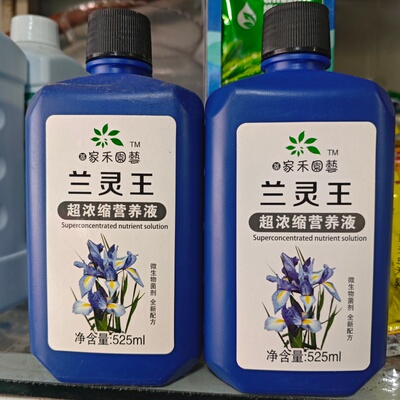 家禾園藝 TM
兰灵王
超浓缩营养液
Superconcentrated nutrient solution
微生物菌剂 全新配方
净含量:525ml
家禾園藝 TM
兰灵王
超浓缩营养液
Superconcentrated nutrient solution
微生物菌剂 全新配方
净含量:525ml